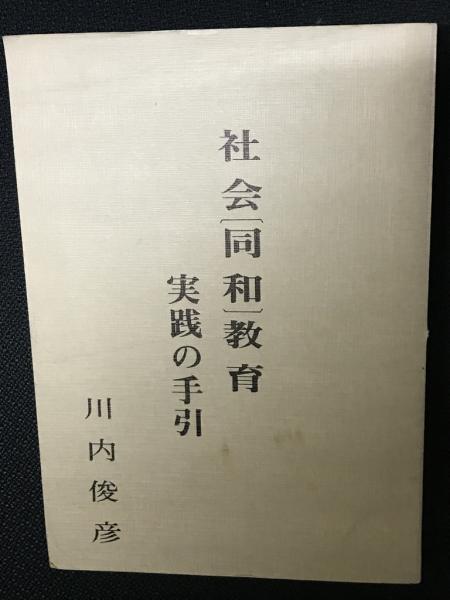 社会〔同和〕教育
実践の手引
川内俊彦